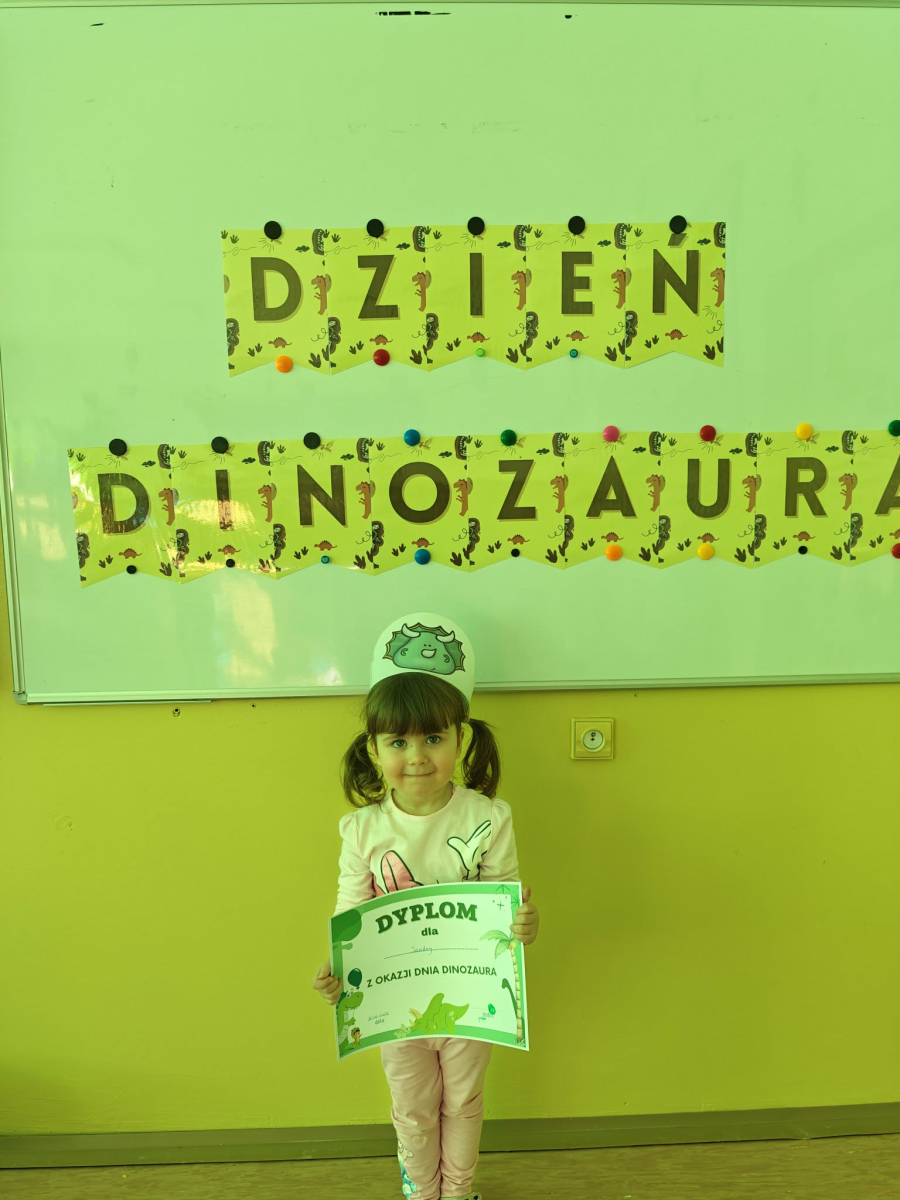 DZIEŃ
DINOZAURA
DYPLOM
dla
Z OKAZJI DNIA DINOZAURA